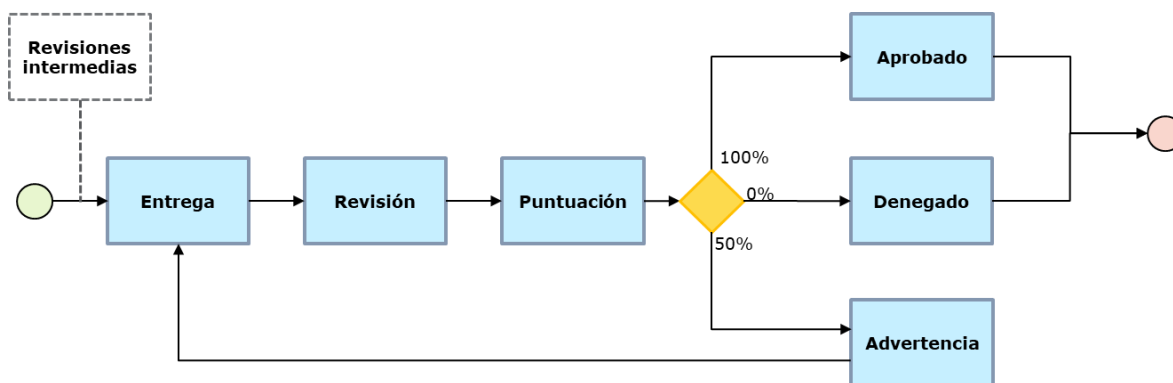 Revisiones
intermedias
Entrega
Revisión
Puntuación
100%
0%
50%
Aprobado
Denegado
Advertencia